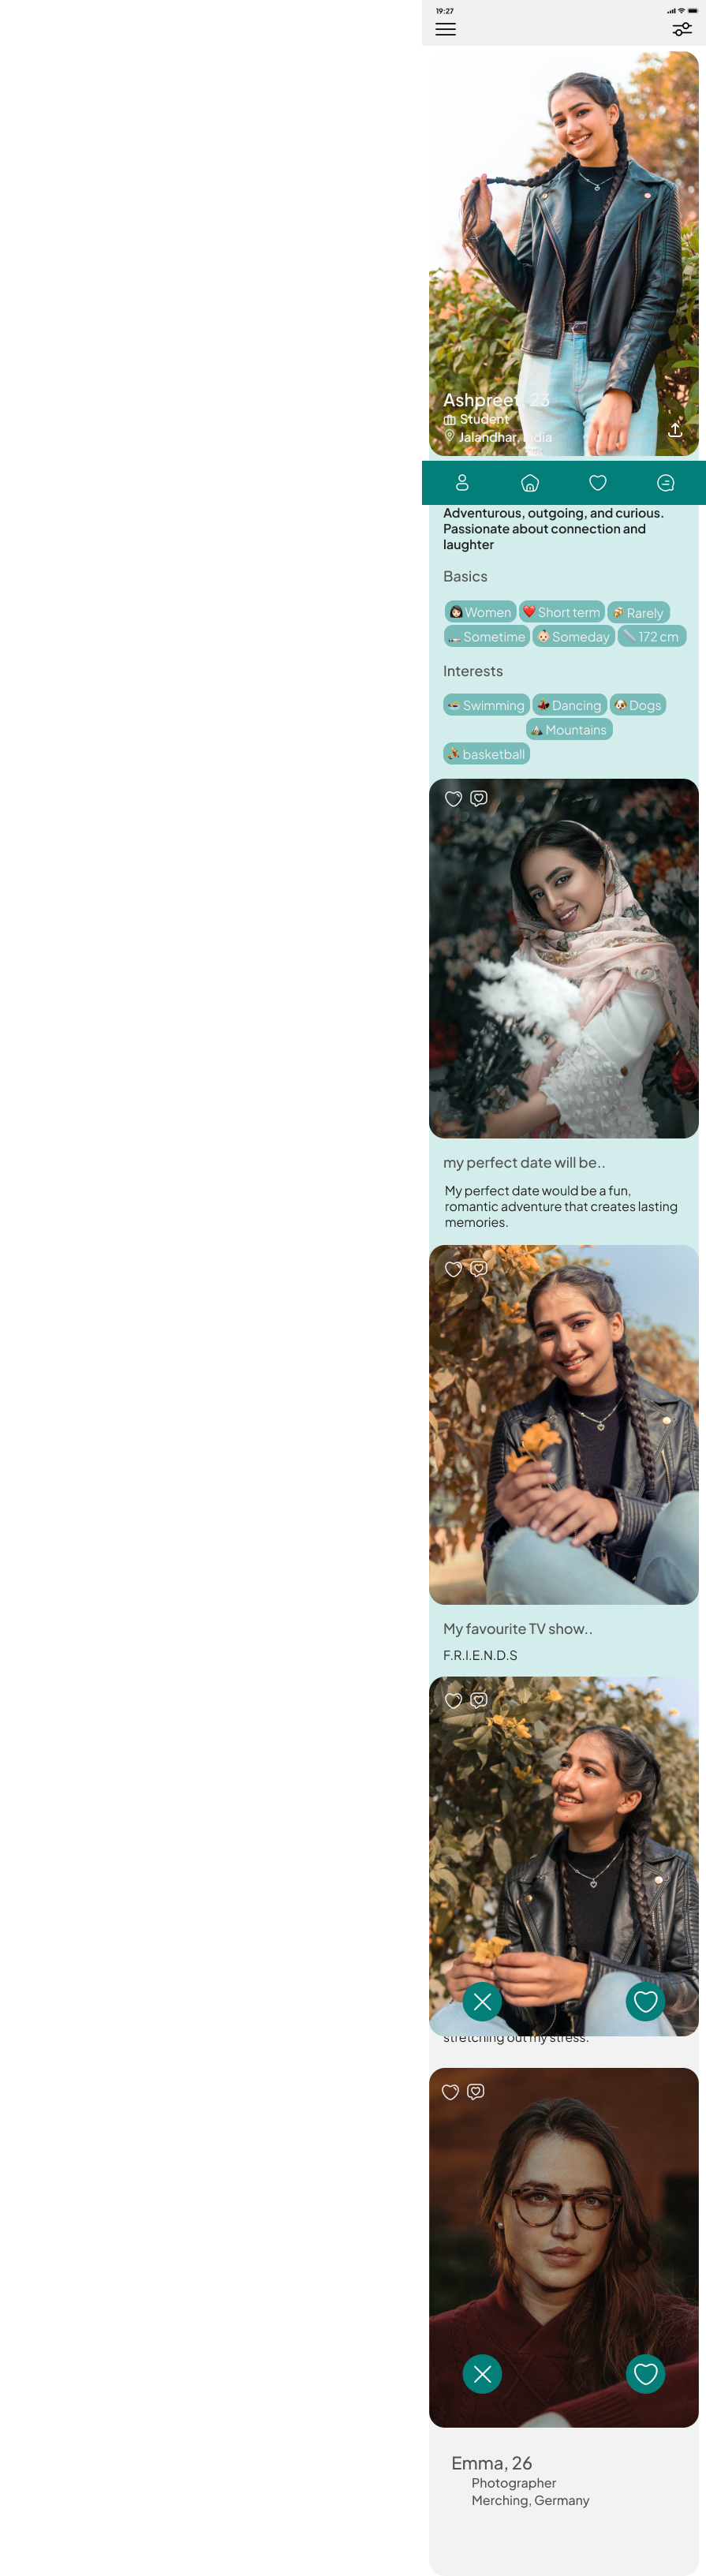 19:27
Ashpreet, 23
Student
Jalandhar, India
Adventurous, outgoing, and curious.
Passionate about connection and
laughter
Basics
Women Short term Rarely
Sometime Someday 172 cm
Interests
Swimming Dancing Dogs
Mountains
basketball
my perfect date will be..
My perfect date would be a fun,
romantic adventure that creates lasting
memories.
My favourite TV show..
F.R.I.E.N.D.S
stretching out my stress.
Emma, 26
Photographer
Merching, Germany